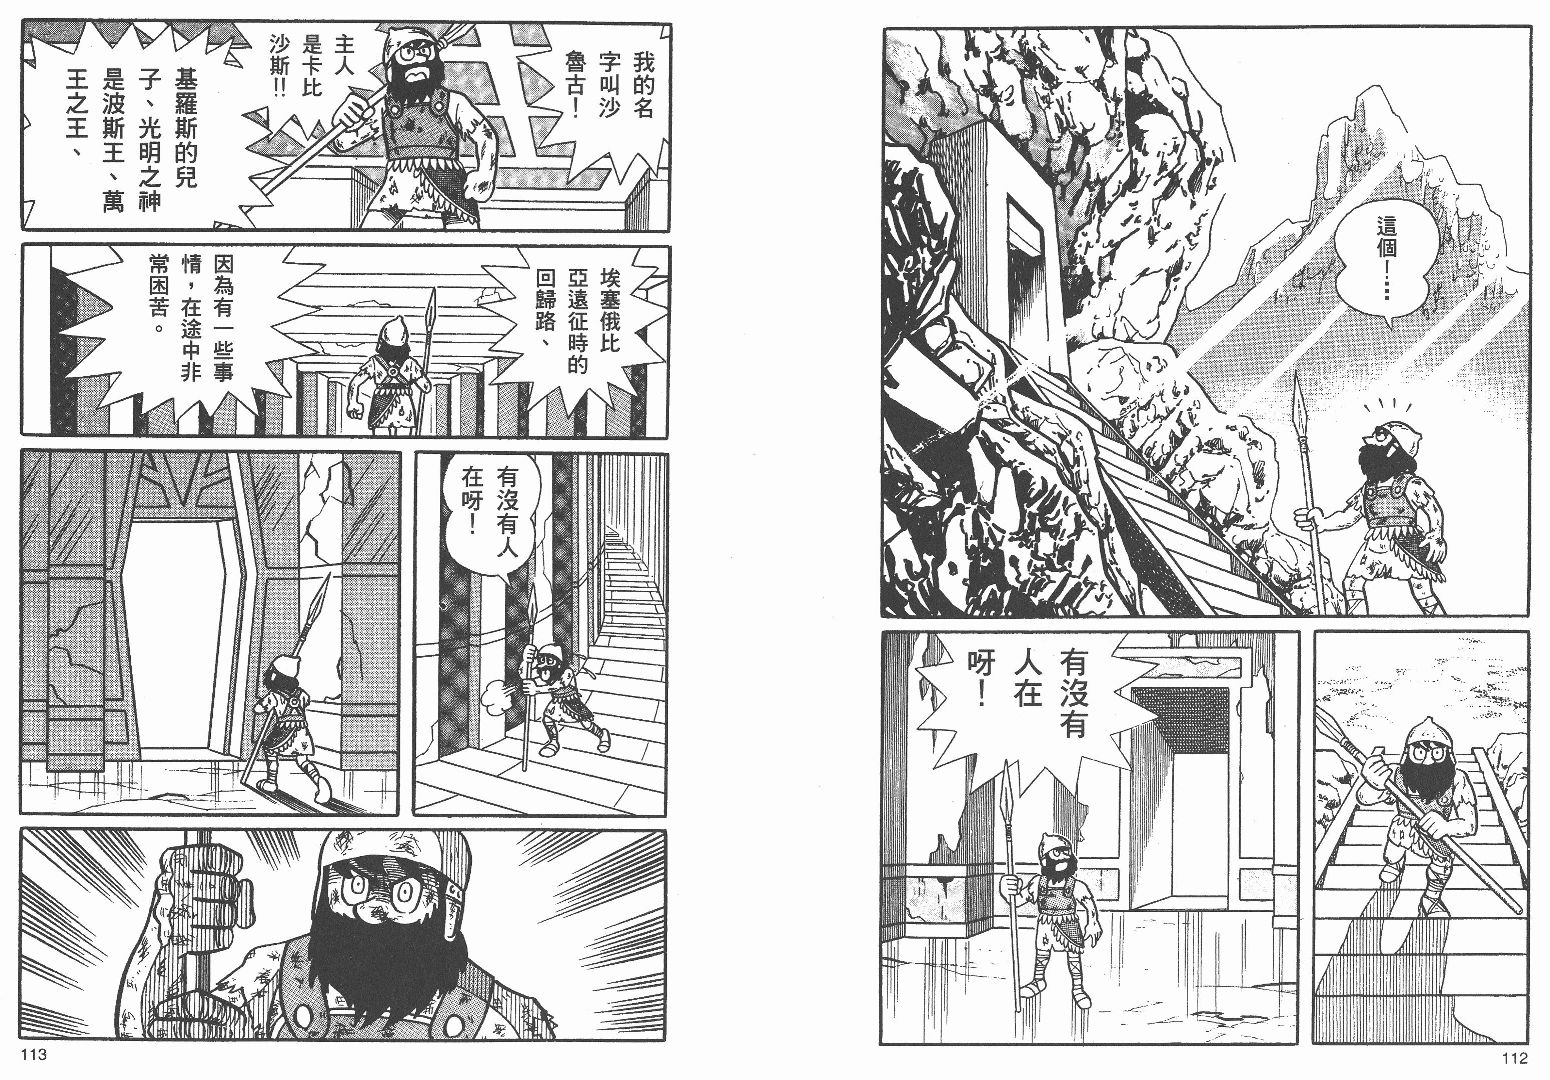 這個！…
有沒有
人在
呀！
112
我的名
字叫沙
魯古！
主人
是卡比
沙斯!!
基羅斯的兒
子、光明之神
是波斯王、萬
王之王、
埃塞俄比
亞遠征時的
回歸路、
因為有一些事
情，在途中非
常困苦。
有沒有人
在呀！
113